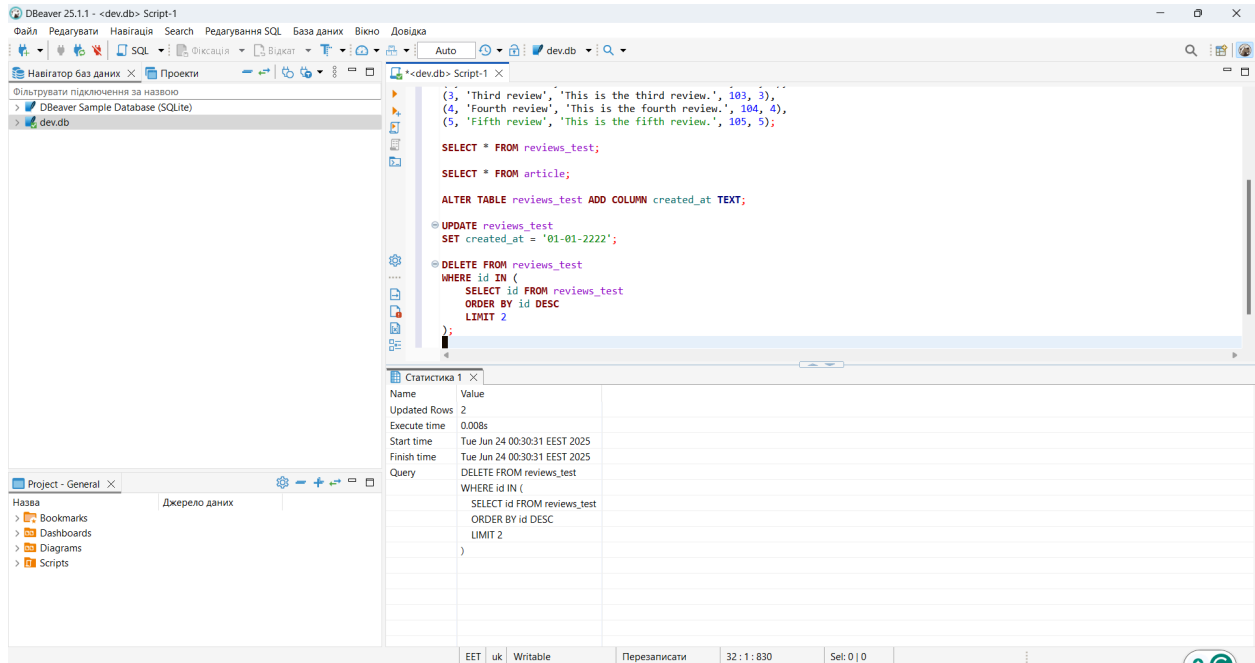 DBeaver 25.1.1 - <dev.db> Script-1
Файл Редагувати Навігація Search Редагування SQL База даних Вікно Довідка
SQL Фіксація Відкат Auto dev.db
Навігатор баз даних Проекти
*<dev.db> Script-1
Фільтрувати підключення за назвою
DBeaver Sample Database (SQLite)
dev.db
(3, 'Third review', 'This is the third review.', 103, 3),
(4, 'Fourth review', 'This is the fourth review.', 104, 4),
(5, 'Fifth review', 'This is the fifth review.', 105, 5);
SELECT * FROM reviews_test;
SELECT * FROM article;
ALTER TABLE reviews_test ADD COLUMN created_at TEXT;
UPDATE reviews_test
SET created_at = '01-01-2222';
DELETE FROM reviews_test
WHERE id IN (
SELECT id FROM reviews_test
ORDER BY id DESC
LIMIT 2
);
Статистика 1
Name Value
Updated Rows 2
Execute time 0.008s
Start time Tue Jun 24 00:30:31 EEST 2025
Finish time Tue Jun 24 00:30:31 EEST 2025
Query DELETE FROM reviews_test
WHERE id IN (
SELECT id FROM reviews_test
ORDER BY id DESC
LIMIT 2
)
Project - General
Назва Джерело даних
Bookmarks
Dashboards
Diagrams
Scripts
EET uk Writable Перезаписати 32 : 1 : 830 Sel: 0 | 0